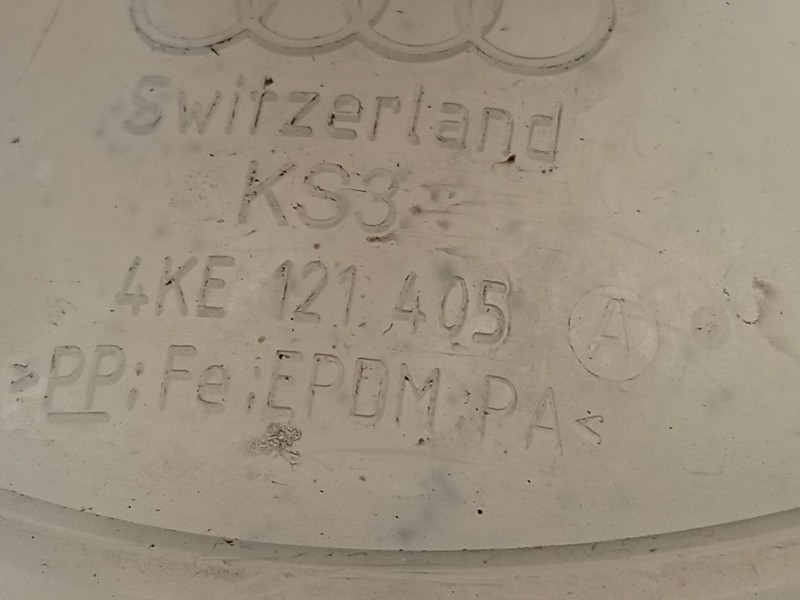 Switzerland
KS3
4KE 121 405 A
>PP;Fe;EPDM;PA<